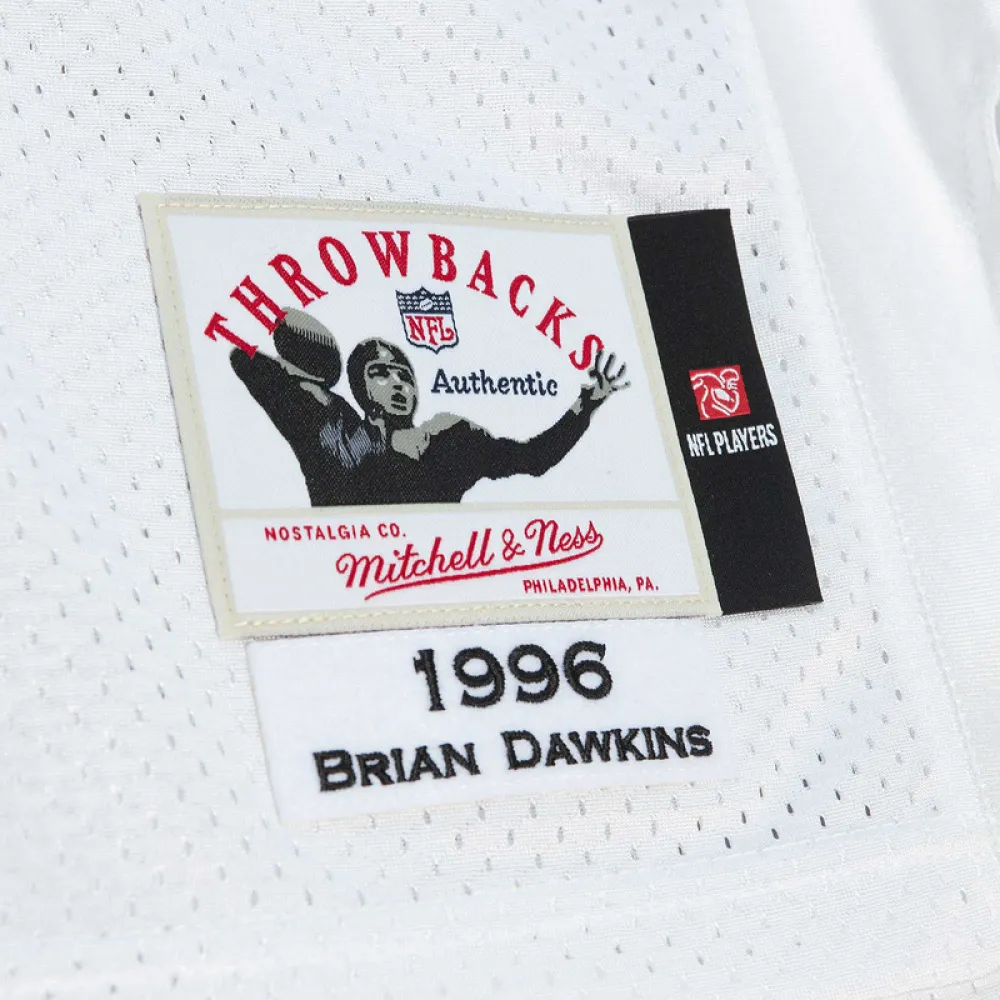 THROWBACKS
NFL
Authentic
NFL PLAYERS
NOSTALGIA CO.
Mitchell & Ness
PHILADELPHIA, PA.
1996
BRIAN DAWKINS